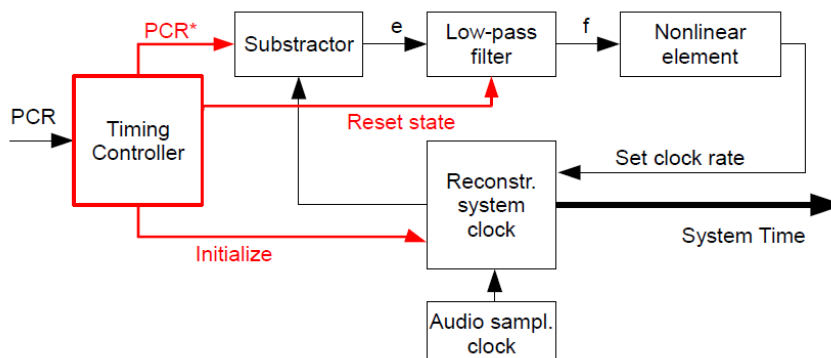 PCR*
Substractor
e
Low-pass
filter
f
Nonlinear
element
PCR
Timing
Controller
Reset state
Set clock rate
Reconstr.
system
clock
System Time
Initialize
Audio sampl.
clock